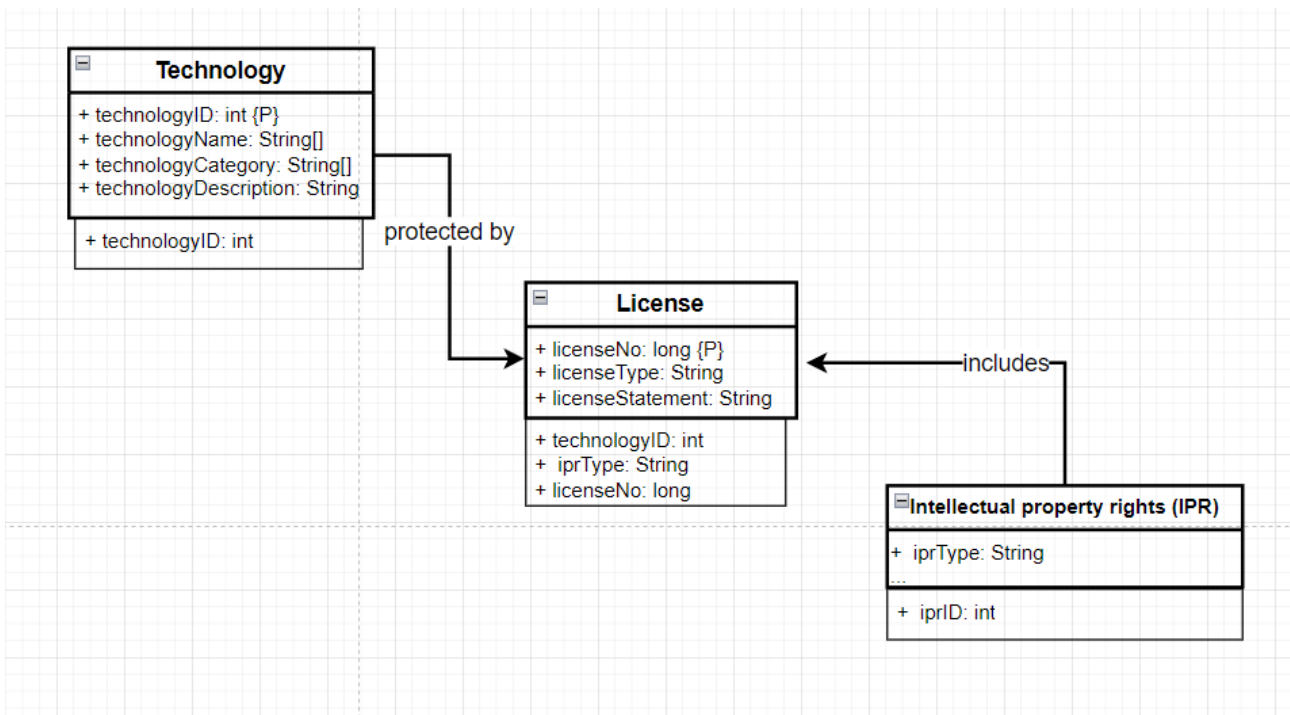 Technology
+ technologyID: int {P}
+ technologyName: String[]
+ technologyCategory: String[]
+ technologyDescription: String
+ technologyID: int
protected by
License
+ licenseNo: long {P}
+ licenseType: String
+ licenseStatement: String
+ technologyID: int
+ iprType: String
+ licenseNo: long
includes
Intellectual property rights (IPR)
+ iprType: String
...
+ iprID: int